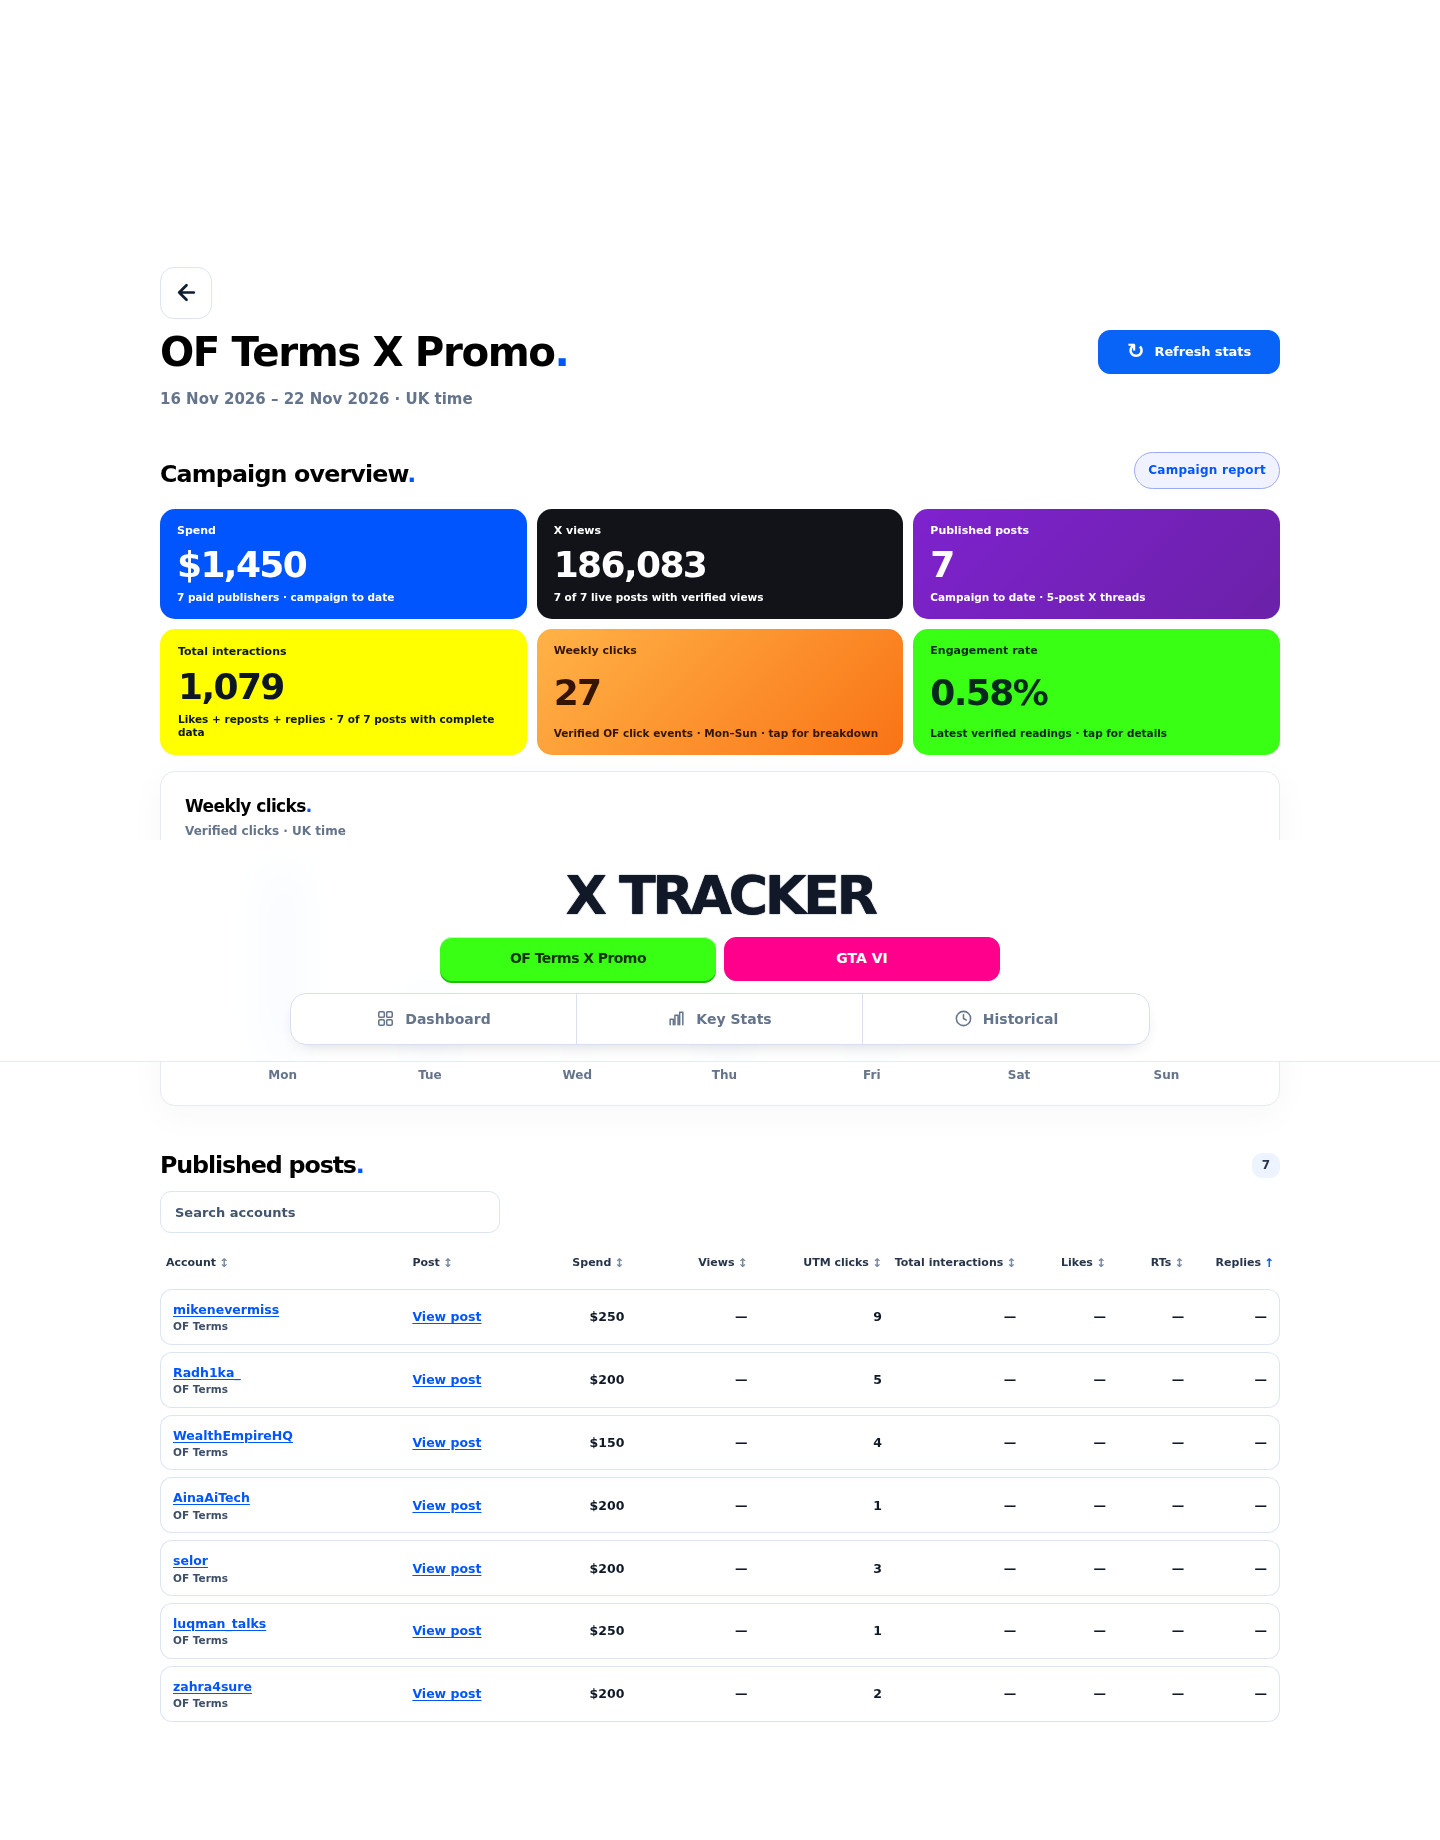 OF Terms X Promo.
↻ Refresh stats
16 Nov 2026 – 22 Nov 2026 · UK time
Campaign overview.
Campaign report
Spend
$1,450
7 paid publishers · campaign to date
X views
186,083
7 of 7 live posts with verified views
Published posts
7
Campaign to date · 5-post X threads
Total interactions
1,079
Likes + reposts + replies · 7 of 7 posts with complete
data
Weekly clicks
27
Verified OF click events · Mon–Sun · tap for breakdown
Engagement rate
0.58%
Latest verified readings · tap for details
Weekly clicks.
Verified clicks · UK time
X TRACKER
OF Terms X Promo
GTA VI
Dashboard
Key Stats
Historical
Mon Tue Wed Thu Fri Sat Sun
Published posts.
7
Search accounts
Account ↕ Post ↕ Spend ↕ Views ↕ UTM clicks ↕ Total interactions ↕ Likes ↕ RTs ↕ Replies ↑
mikenevermiss
OF Terms
View post $250 — 9 — — — —
Radh1ka_
OF Terms
View post $200 — 5 — — — —
WealthEmpireHQ
OF Terms
View post $150 — 4 — — — —
AinaAiTech
OF Terms
View post $200 — 1 — — — —
selor
OF Terms
View post $200 — 3 — — — —
luqman_talks
OF Terms
View post $250 — 1 — — — —
zahra4sure
OF Terms
View post $200 — 2 — — — —